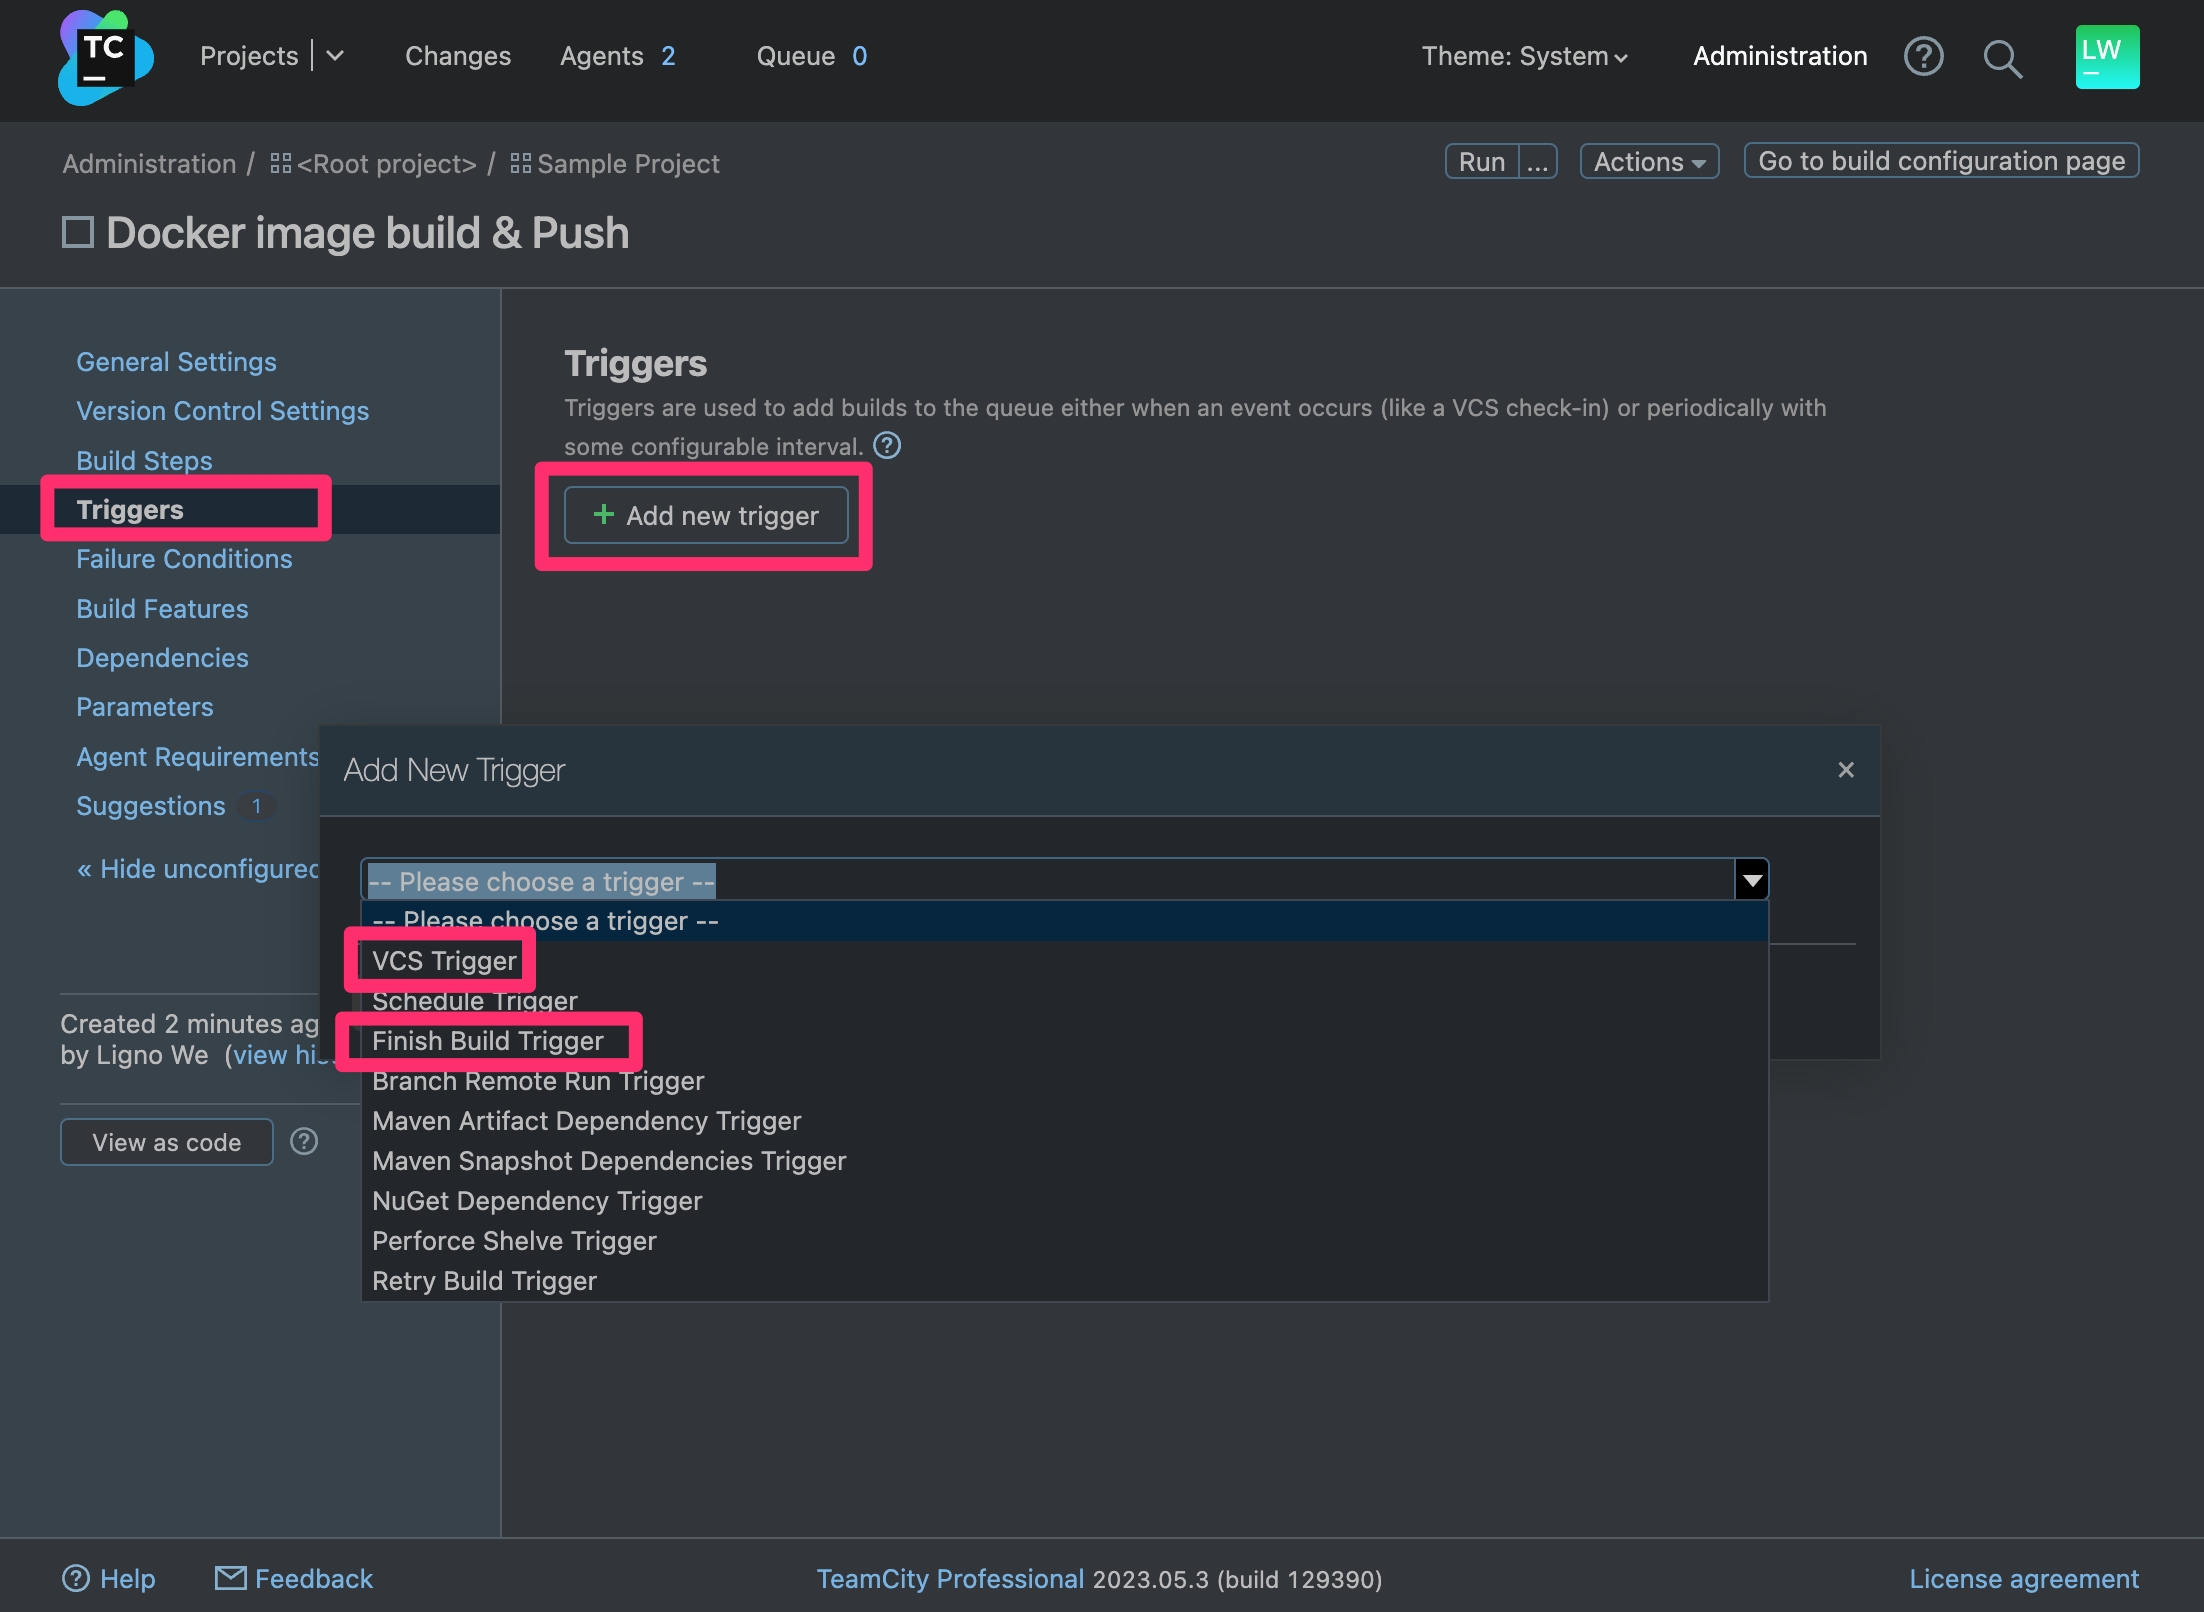 TC
Projects
Changes
Agents 2
Queue 0
Theme: System
Administration
LW
Administration / <Root project> / Sample Project
Run ...
Actions
Go to build configuration page
Docker image build & Push
General Settings
Version Control Settings
Build Steps
Triggers
Failure Conditions
Build Features
Dependencies
Parameters
Agent Requirements
Suggestions 1
« Hide unconfigured
Created 2 minutes ag
by Ligno We (view his
View as code
Triggers
Triggers are used to add builds to the queue either when an event occurs (like a VCS check-in) or periodically with
some configurable interval.
+ Add new trigger
Add New Trigger
-- Please choose a trigger --
-- Please choose a trigger --
VCS Trigger
Schedule Trigger
Finish Build Trigger
Branch Remote Run Trigger
Maven Artifact Dependency Trigger
Maven Snapshot Dependencies Trigger
NuGet Dependency Trigger
Perforce Shelve Trigger
Retry Build Trigger
Help
Feedback
TeamCity Professional 2023.05.3 (build 129390)
License agreement